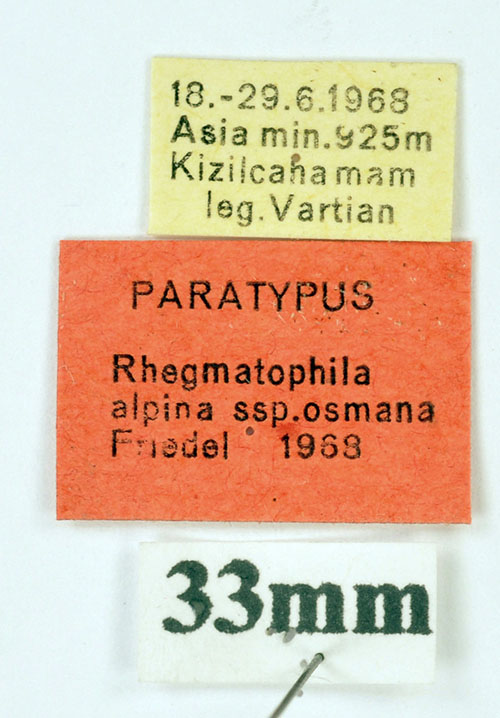 18.-29.6.1968
Asia min.925m
Kizilcahamam
leg.Vartian
PARATYPUS
Rhegmatophila
alpina ssp.osmana
Friedel 1968
33mm